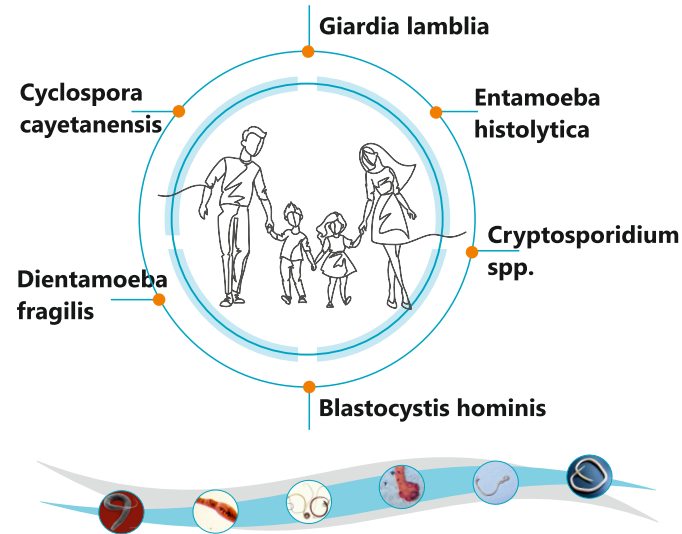 Giardia lamblia
Cyclospora
cayetanensis
Entamoeba
histolytica
Cryptosporidium
spp.
Dientamoeba
fragilis
Blastocystis hominis